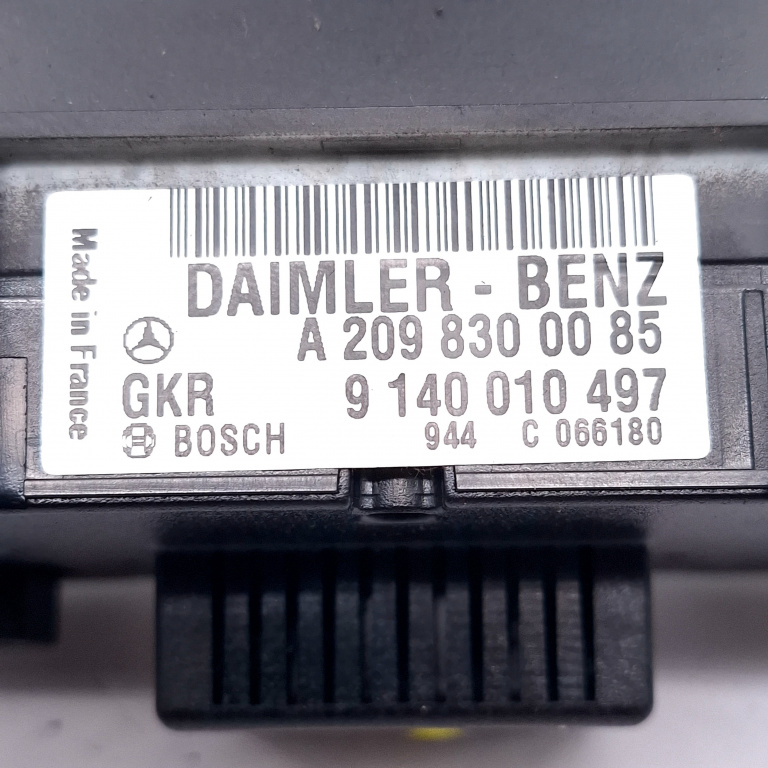 Made in France
DAIMLER - BENZ
A 209 830 00 85
GKR 9 140 010 497
BOSCH 944 C 066180